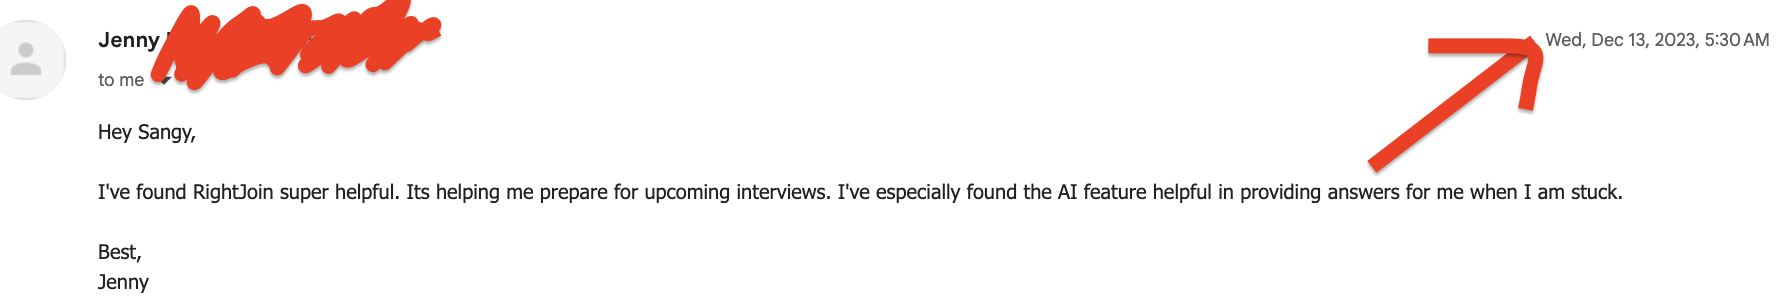 Jenny
Wed, Dec 13, 2023, 5:30 AM
to me
Hey Sangy,
I've found RightJoin super helpful. Its helping me prepare for upcoming interviews. I've especially found the AI feature helpful in providing answers for me when I am stuck.
Best,
Jenny